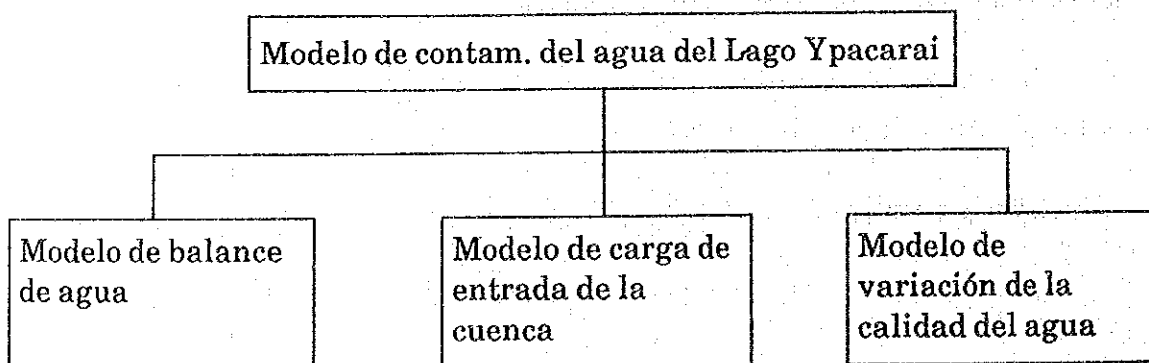 Modelo de contam. del agua del Lago Ypacarai
Modelo de balance
de agua
Modelo de carga de
entrada de la
cuenca
Modelo de
variación de la
calidad del agua